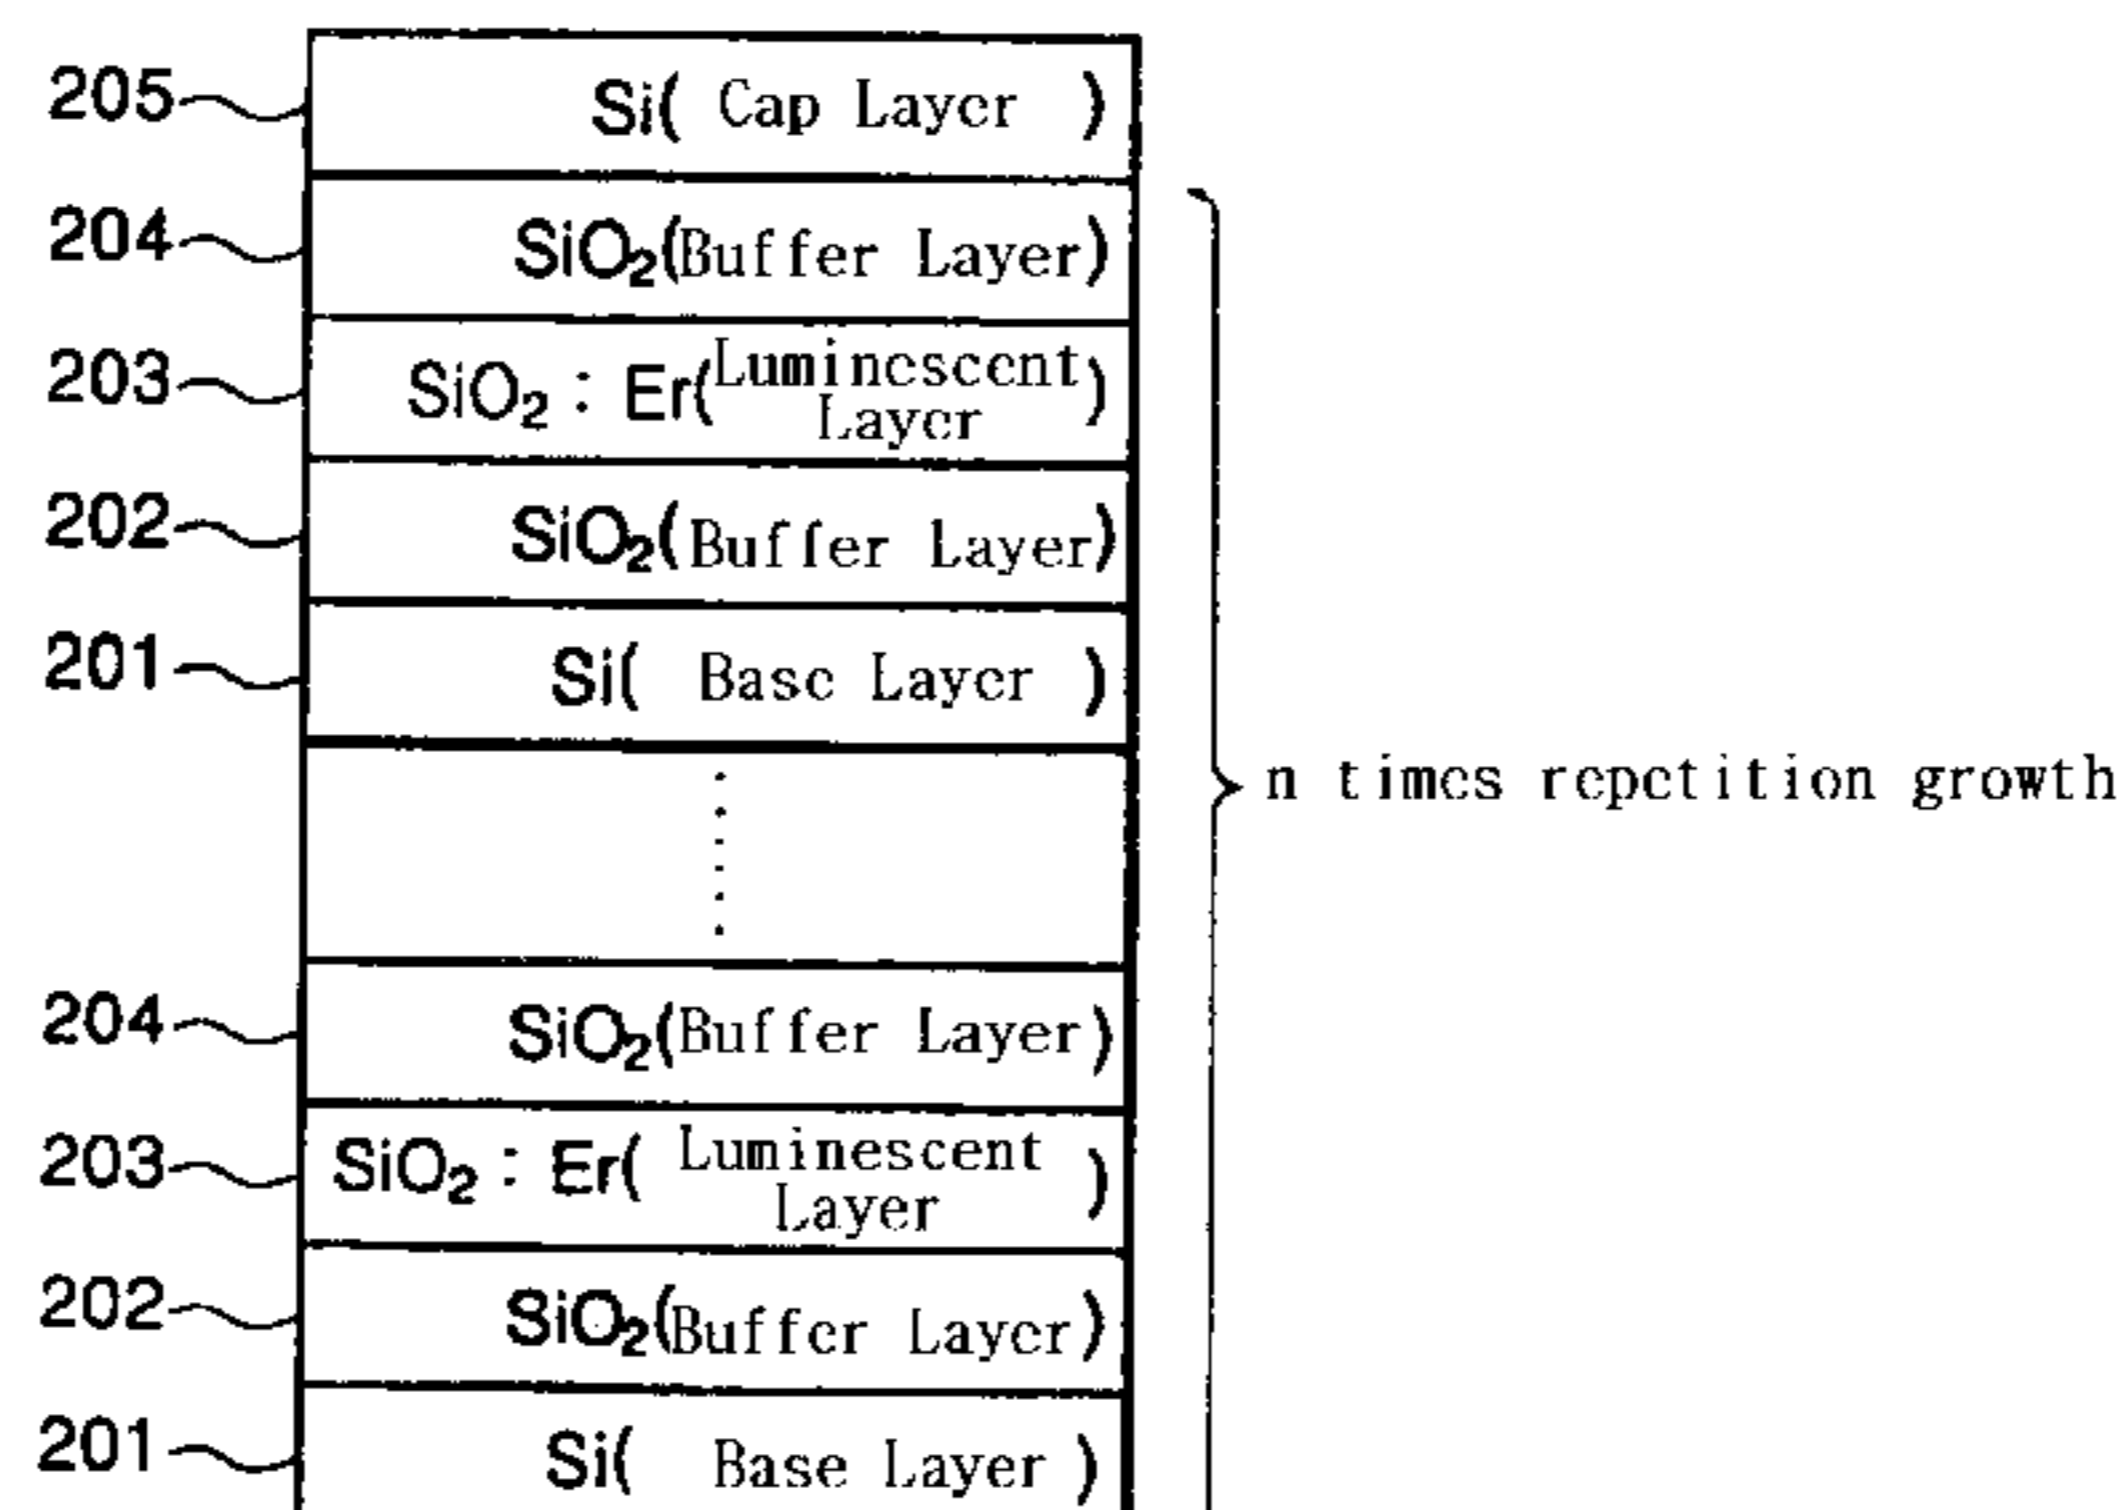 205 Si( Cap Layer )
204 SiO₂(Buffer Layer)
203 SiO₂ : Er(Luminescent
Layer)
202 SiO₂(Buffer Layer)
201 Si( Base Layer )
n times repetition growth
204 SiO₂(Buffer Layer)
203 SiO₂ : Er( Luminescent
Layer )
202 SiO₂(Buffer Layer)
201 Si( Base Layer )